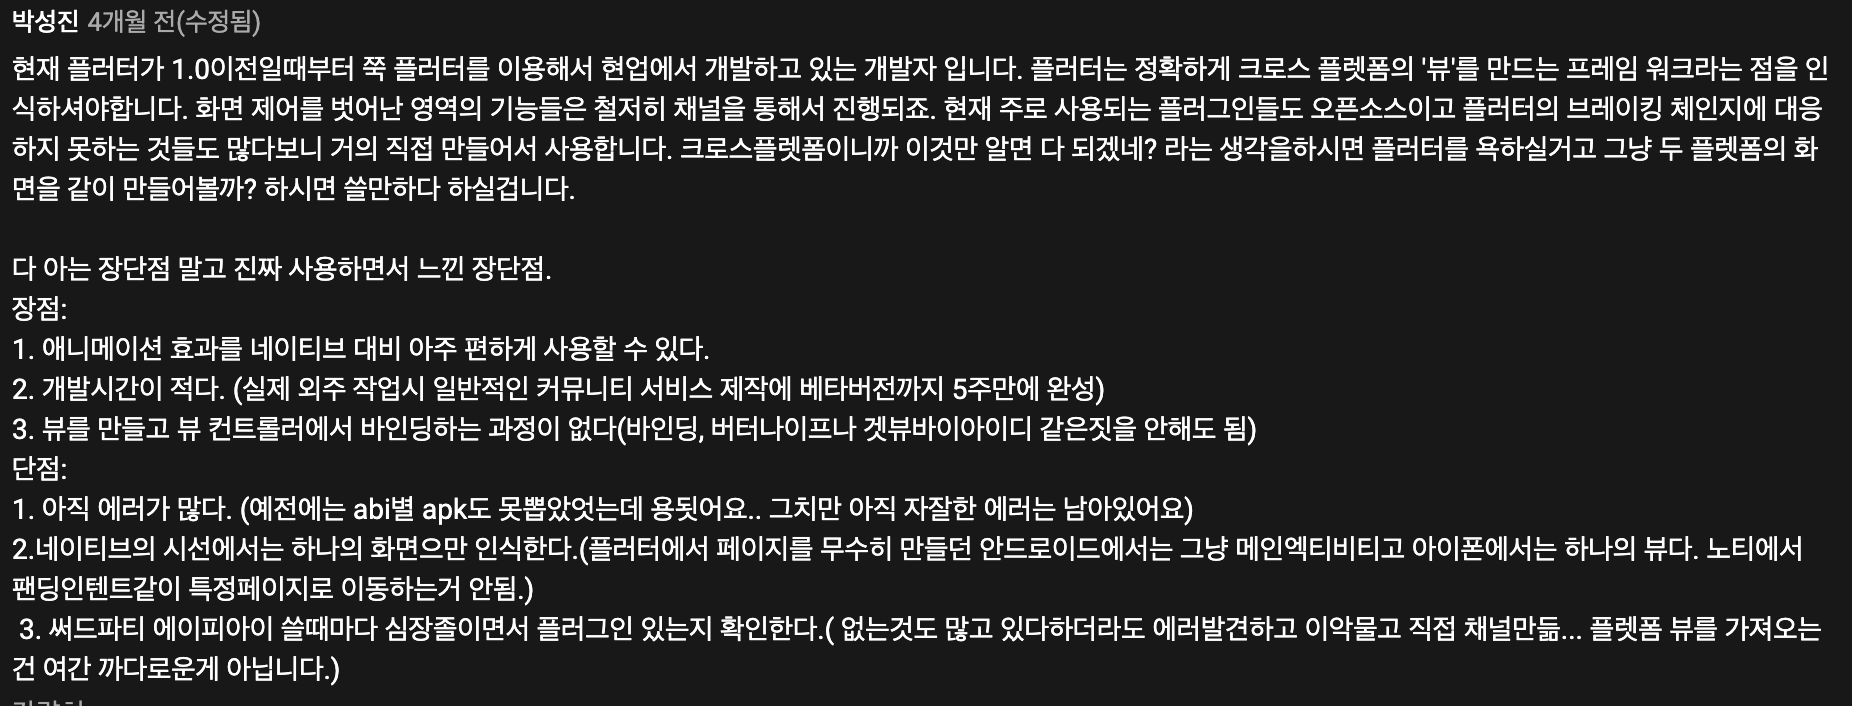 박성진 4개월 전(수정됨)
현재 플러터가 1.0이전일때부터 쭉 플러터를 이용해서 현업에서 개발하고 있는 개발자 입니다. 플러터는 정확하게 크로스 플렛폼의 '뷰'를 만드는 프레임 워크라는 점을 인
식하셔야합니다. 화면 제어를 벗어난 영역의 기능들은 철저히 채널을 통해서 진행되죠. 현재 주로 사용되는 플러그인들도 오픈소스이고 플러터의 브레이킹 체인지에 대응
하지 못하는 것들도 많다보니 거의 직접 만들어서 사용합니다. 크로스플렛폼이니까 이것만 알면 다 되겠네? 라는 생각을하시면 플러터를 욕하실거고 그냥 두 플렛폼의 화
면을 같이 만들어볼까? 하시면 쓸만하다 하실겁니다.
다 아는 장단점 말고 진짜 사용하면서 느낀 장단점.
장점:
1. 애니메이션 효과를 네이티브 대비 아주 편하게 사용할 수 있다.
2. 개발시간이 적다. (실제 외주 작업시 일반적인 커뮤니티 서비스 제작에 베타버전까지 5주만에 완성)
3. 뷰를 만들고 뷰 컨트롤러에서 바인딩하는 과정이 없다(바인딩, 버터나이프나 겟뷰바이아이디 같은짓을 안해도 됨)
단점:
1. 아직 에러가 많다. (예전에는 abi별 apk도 못뽑았엇는데 용됫어요.. 그치만 아직 자잘한 에러는 남아있어요)
2.네이티브의 시선에서는 하나의 화면으만 인식한다.(플러터에서 페이지를 무수히 만들던 안드로이드에서는 그냥 메인엑티비티고 아이폰에서는 하나의 뷰다. 노티에서
팬딩인텐트같이 특정페이지로 이동하는거 안됨.)
3. 써드파티 에이피아이 쓸때마다 심장졸이면서 플러그인 있는지 확인한다.( 없는것도 많고 있다하더라도 에러발견하고 이악물고 직접 채널만듦... 플렛폼 뷰를 가져오는
건 여간 까다로운게 아닙니다.)